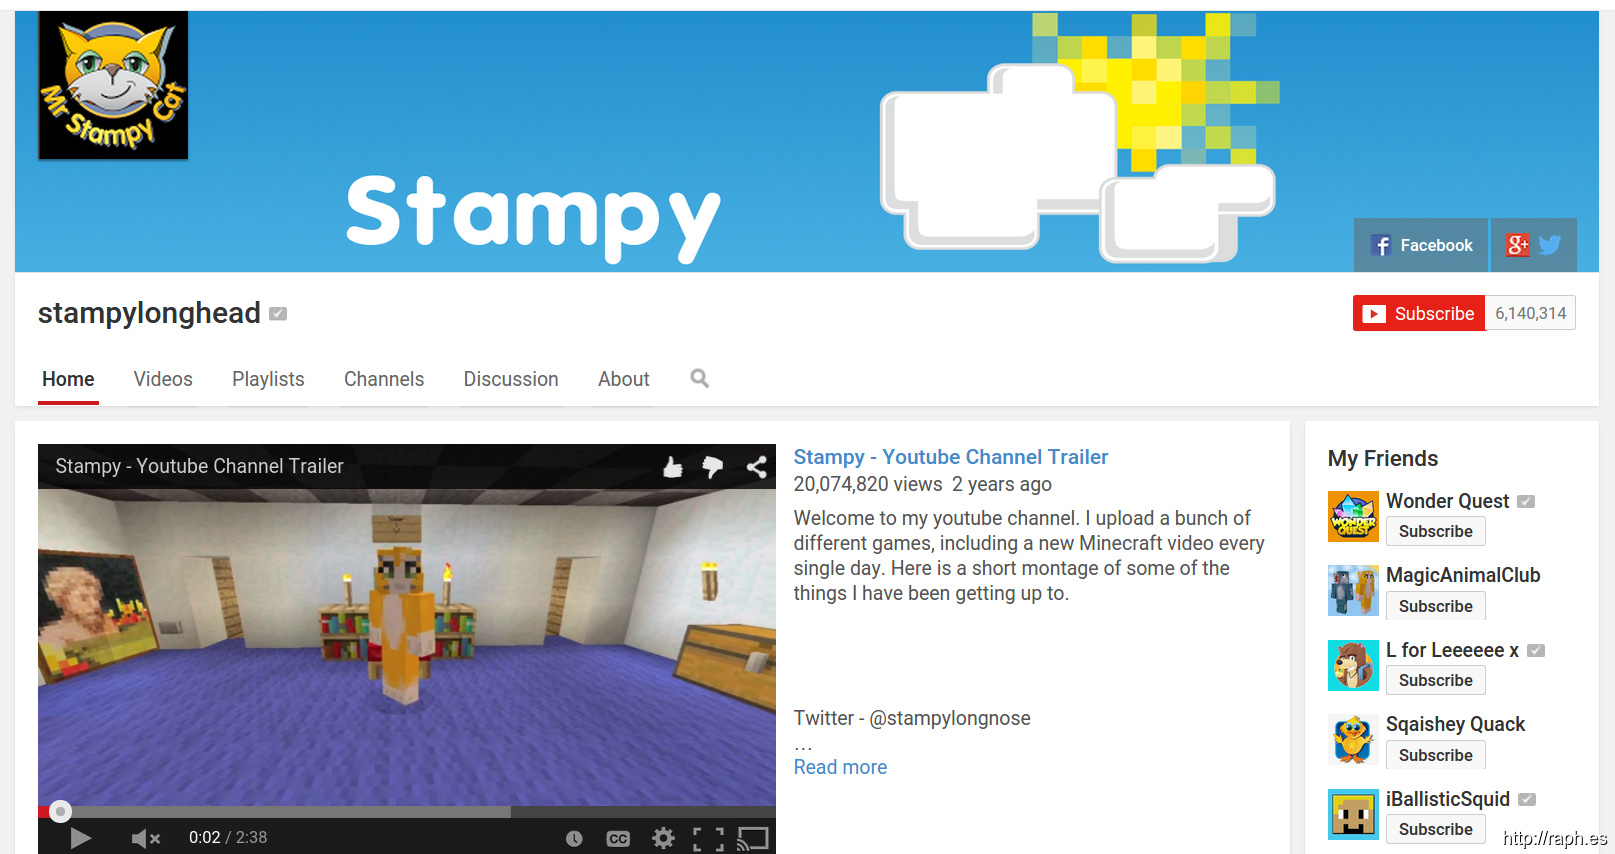 Mr Stampy Cat
Stampy
Facebook
g+
stampylonghead
Subscribe 6,140,314
Home Videos Playlists Channels Discussion About
Stampy - Youtube Channel Trailer
0:02 / 2:38
CC
Stampy - Youtube Channel Trailer
20,074,820 views 2 years ago
Welcome to my youtube channel. I upload a bunch of
different games, including a new Minecraft video every
single day. Here is a short montage of some of the
things I have been getting up to.
Twitter - @stampylongnose
...
Read more
My Friends
WONDER QUEST
Wonder Quest
Subscribe
MagicAnimalClub
Subscribe
L for Leeeeee x
Subscribe
Sqaishey Quack
Subscribe
iBallisticSquid
Subscribe
http://raph.es